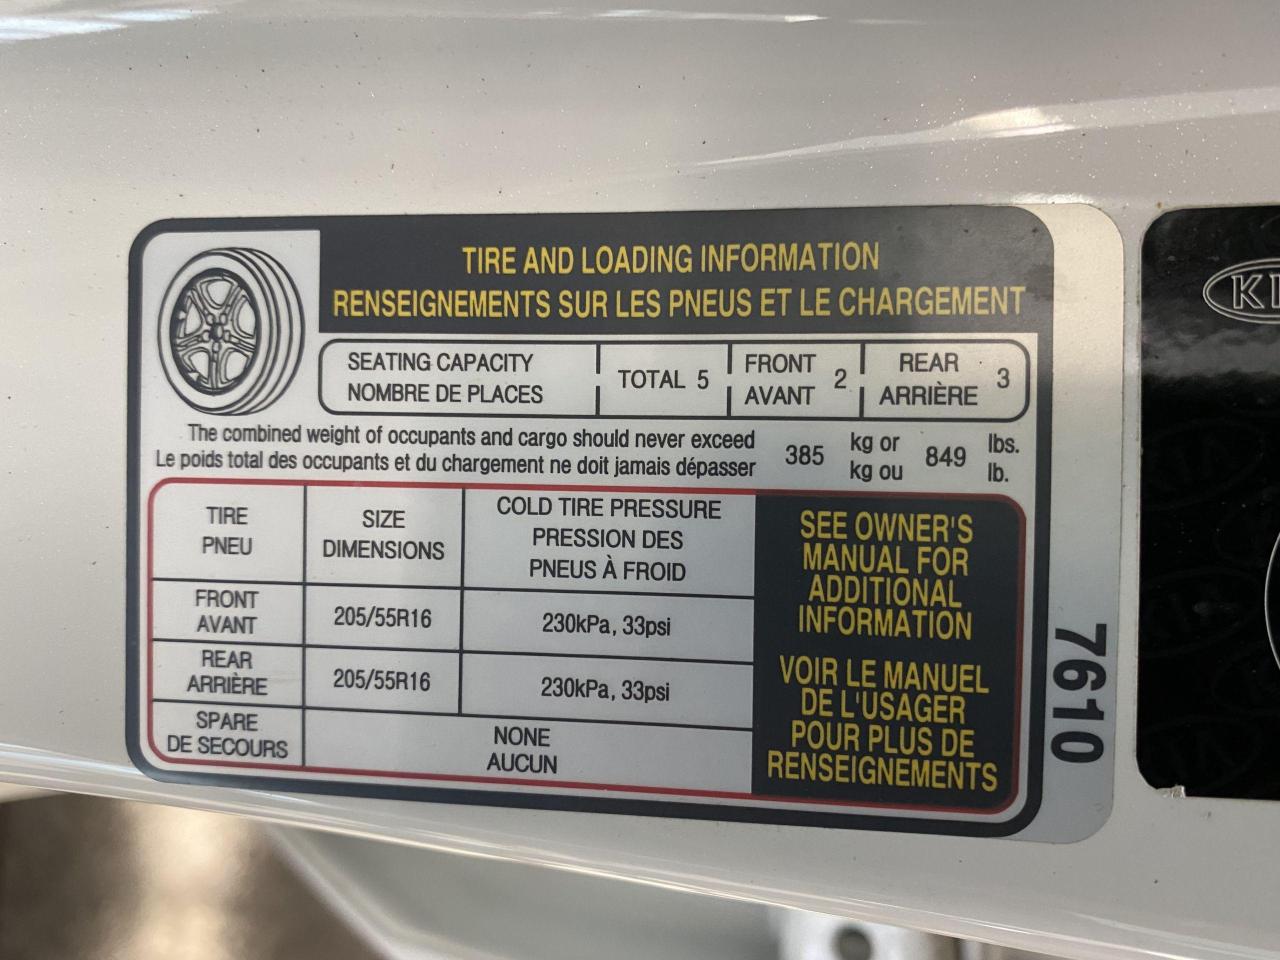 TIRE AND LOADING INFORMATION
RENSEIGNEMENTS SUR LES PNEUS ET LE CHARGEMENT
SEATING CAPACITY
NOMBRE DE PLACES
TOTAL 5
FRONT
AVANT
2
REAR
ARRIÈRE
3
The combined weight of occupants and cargo should never exceed
Le poids total des occupants et du chargement ne doit jamais dépasser
385
kg or
kg ou
849
lbs.
lb.
TIRE
PNEU
SIZE
DIMENSIONS
COLD TIRE PRESSURE
PRESSION DES
PNEUS À FROID
FRONT
AVANT
205/55R16
230kPa, 33psi
REAR
ARRIÈRE
205/55R16
230kPa, 33psi
SPARE
DE SECOURS
NONE
AUCUN
SEE OWNER'S
MANUAL FOR
ADDITIONAL
INFORMATION
VOIR LE MANUEL
DE L'USAGER
POUR PLUS DE
RENSEIGNEMENTS
7610